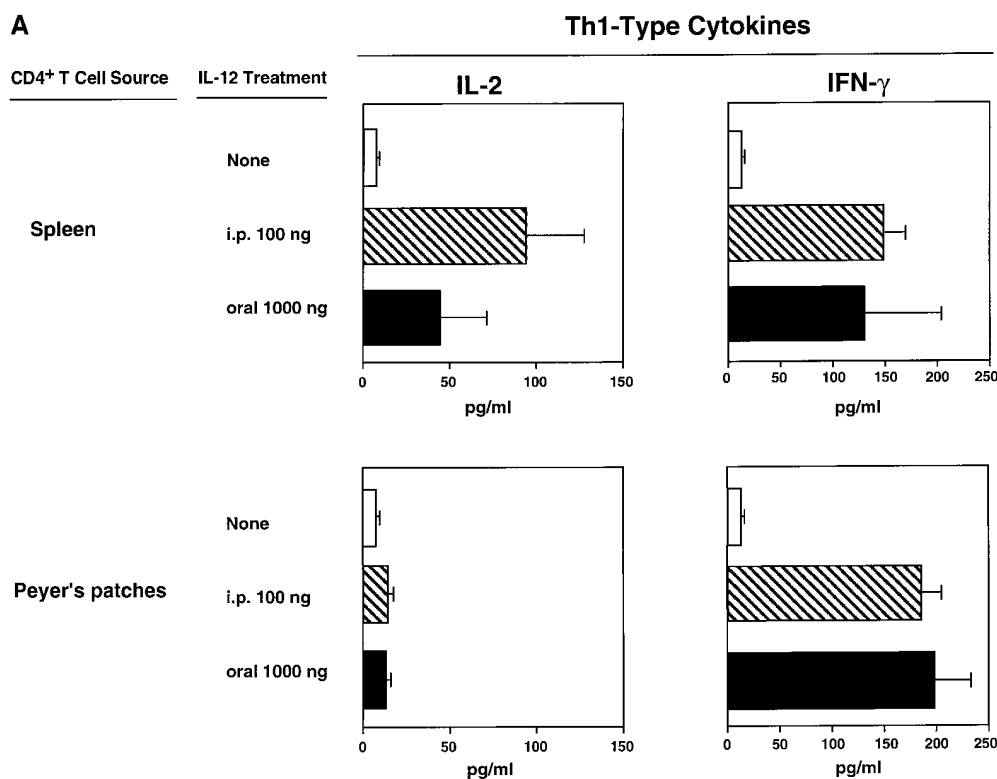 A
Th1-Type Cytokines
CD4+ T Cell Source IL-12 Treatment
IL-2 IFN-γ
None
Spleen
i.p. 100 ng
oral 1000 ng
0 50 100 150
pg/ml
0 50 100 150 200 250
pg/ml
None
Peyer's patches
i.p. 100 ng
oral 1000 ng
0 50 100 150
pg/ml
0 50 100 150 200 250
pg/ml